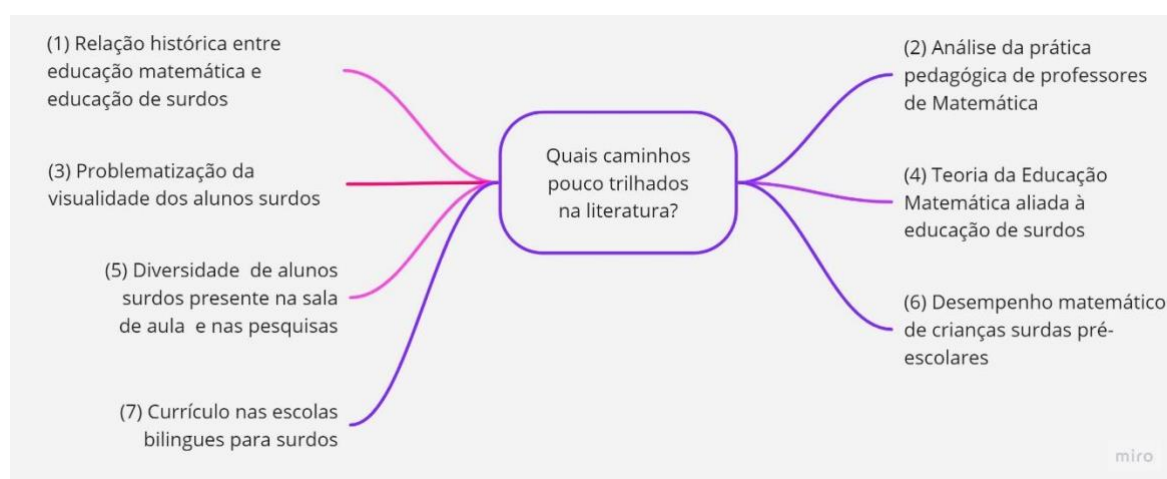 (1) Relação histórica entre
educação matemática e
educação de surdos
(2) Análise da prática
pedagógica de professores
de Matemática
Quais caminhos
pouco trilhados
na literatura?
(3) Problematização da
visualidade dos alunos surdos
(4) Teoria da Educação
Matemática aliada à
educação de surdos
(5) Diversidade de alunos
surdos presente na sala
de aula e nas pesquisas
(6) Desempenho matemático
de crianças surdas pré-
escolares
(7) Currículo nas escolas
bilingues para surdos
miro